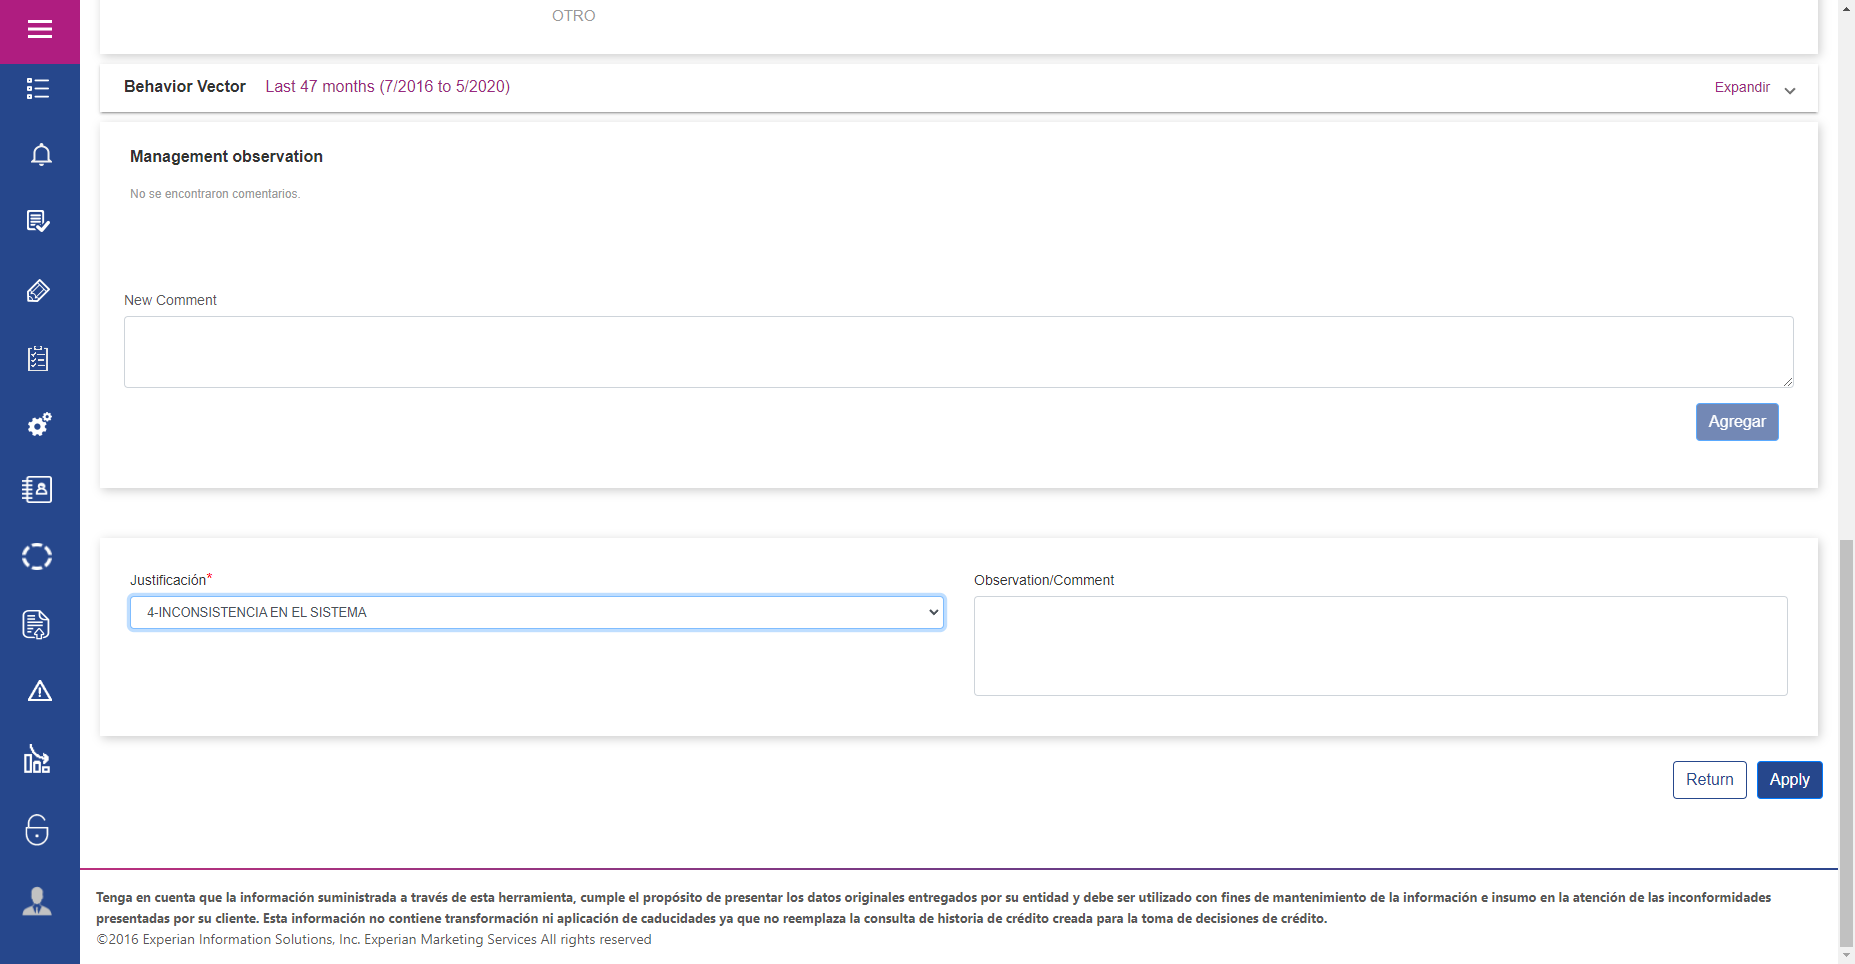 OTRO
Behavior Vector Last 47 months (7/2016 to 5/2020) Expandir
Management observation
No se encontraron comentarios.
New Comment
Agregar
Justificación* Observation/Comment
4-INCONSISTENCIA EN EL SISTEMA
Return Apply
Tenga en cuenta que la información suministrada a través de esta herramienta, cumple el propósito de presentar los datos originales entregados por su entidad y debe ser utilizado con fines de mantenimiento de la información e insumo en la atención de las inconformidades
presentadas por su cliente. Esta información no contiene transformación ni aplicación de caducidades ya que no reemplaza la consulta de historia de crédito creada para la toma de decisiones de crédito.
©2016 Experian Information Solutions, Inc. Experian Marketing Services All rights reserved